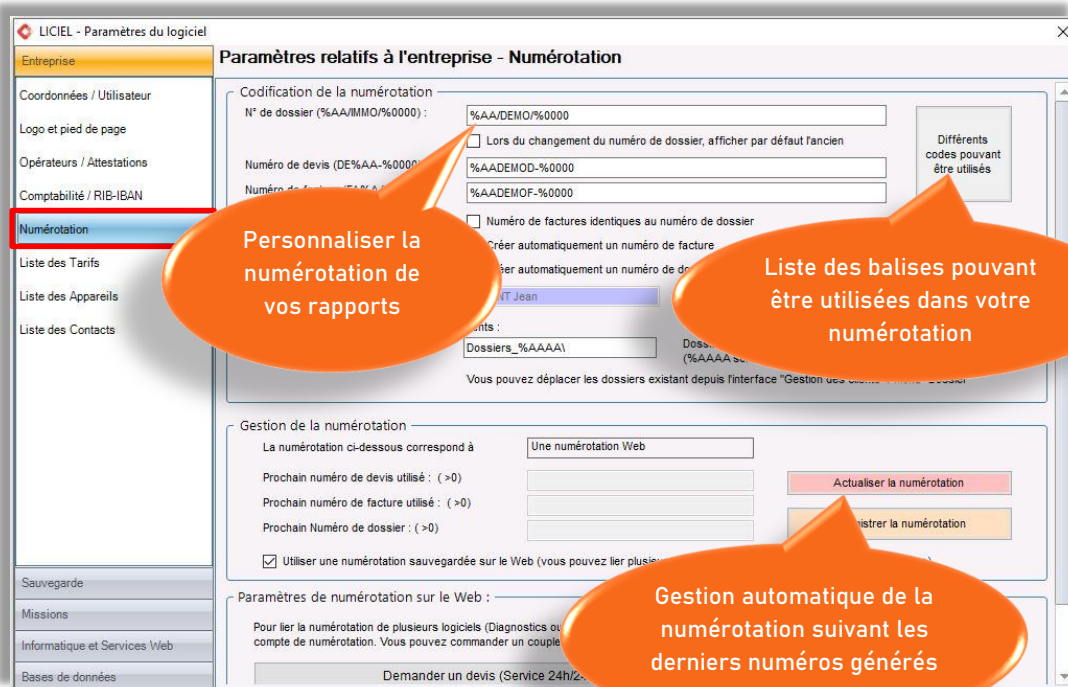 LICIEL - Paramètres du logiciel
Entreprise
Coordonnées / Utilisateur
Logo et pied de page
Opérateurs / Attestations
Comptabilité / RIB-IBAN
Numérotation
Liste des Tarifs
Liste des Appareils
Liste des Contacts
Sauvegarde
Missions
Informatique et Services Web
Bases de données
Paramètres relatifs à l'entreprise - Numérotation
Codification de la numérotation
N° de dossier (%AA/IMMO/%0000) :
%AA/DEMO/%0000
Lors du changement du numéro de dossier, afficher par défaut l'ancien
Différents
codes pouvant
être utilisés
Numéro de devis (DE%AA-%0000)
%AADEMOD-%0000
Numéro de
%AADEMOF-%0000
Numéro de factures identiques au numéro de dossier
Créer automatiquement un numéro de facture
automatiquement un numéro de
Jean
Dossiers_%AAAA\
(%AAAA
Vous pouvez déplacer les dossiers existant depuis l'interface "Gestion des
Personnaliser la
numérotation de
vos rapports
Liste des balises pouvant
être utilisées dans votre
numérotation
Gestion de la numérotation
La numérotation ci-dessous correspond à
Une numérotation Web
Prochain numéro de devis utilisé : ( >0)
Prochain numéro de facture utilisé : ( >0)
Prochain Numéro de dossier : ( >0)
Actualiser la numérotation
la numérotation
Utiliser une numérotation sauvegardée sur le Web (vous pouvez lier
Gestion automatique de la
numérotation suivant les
derniers numéros générés
Paramètres de numérotation sur le Web :
Pour lier la numérotation de plusieurs logiciels (Diagnostics
compte de numérotation. Vous pouvez commander un
Demander un devis (Service 24h/2